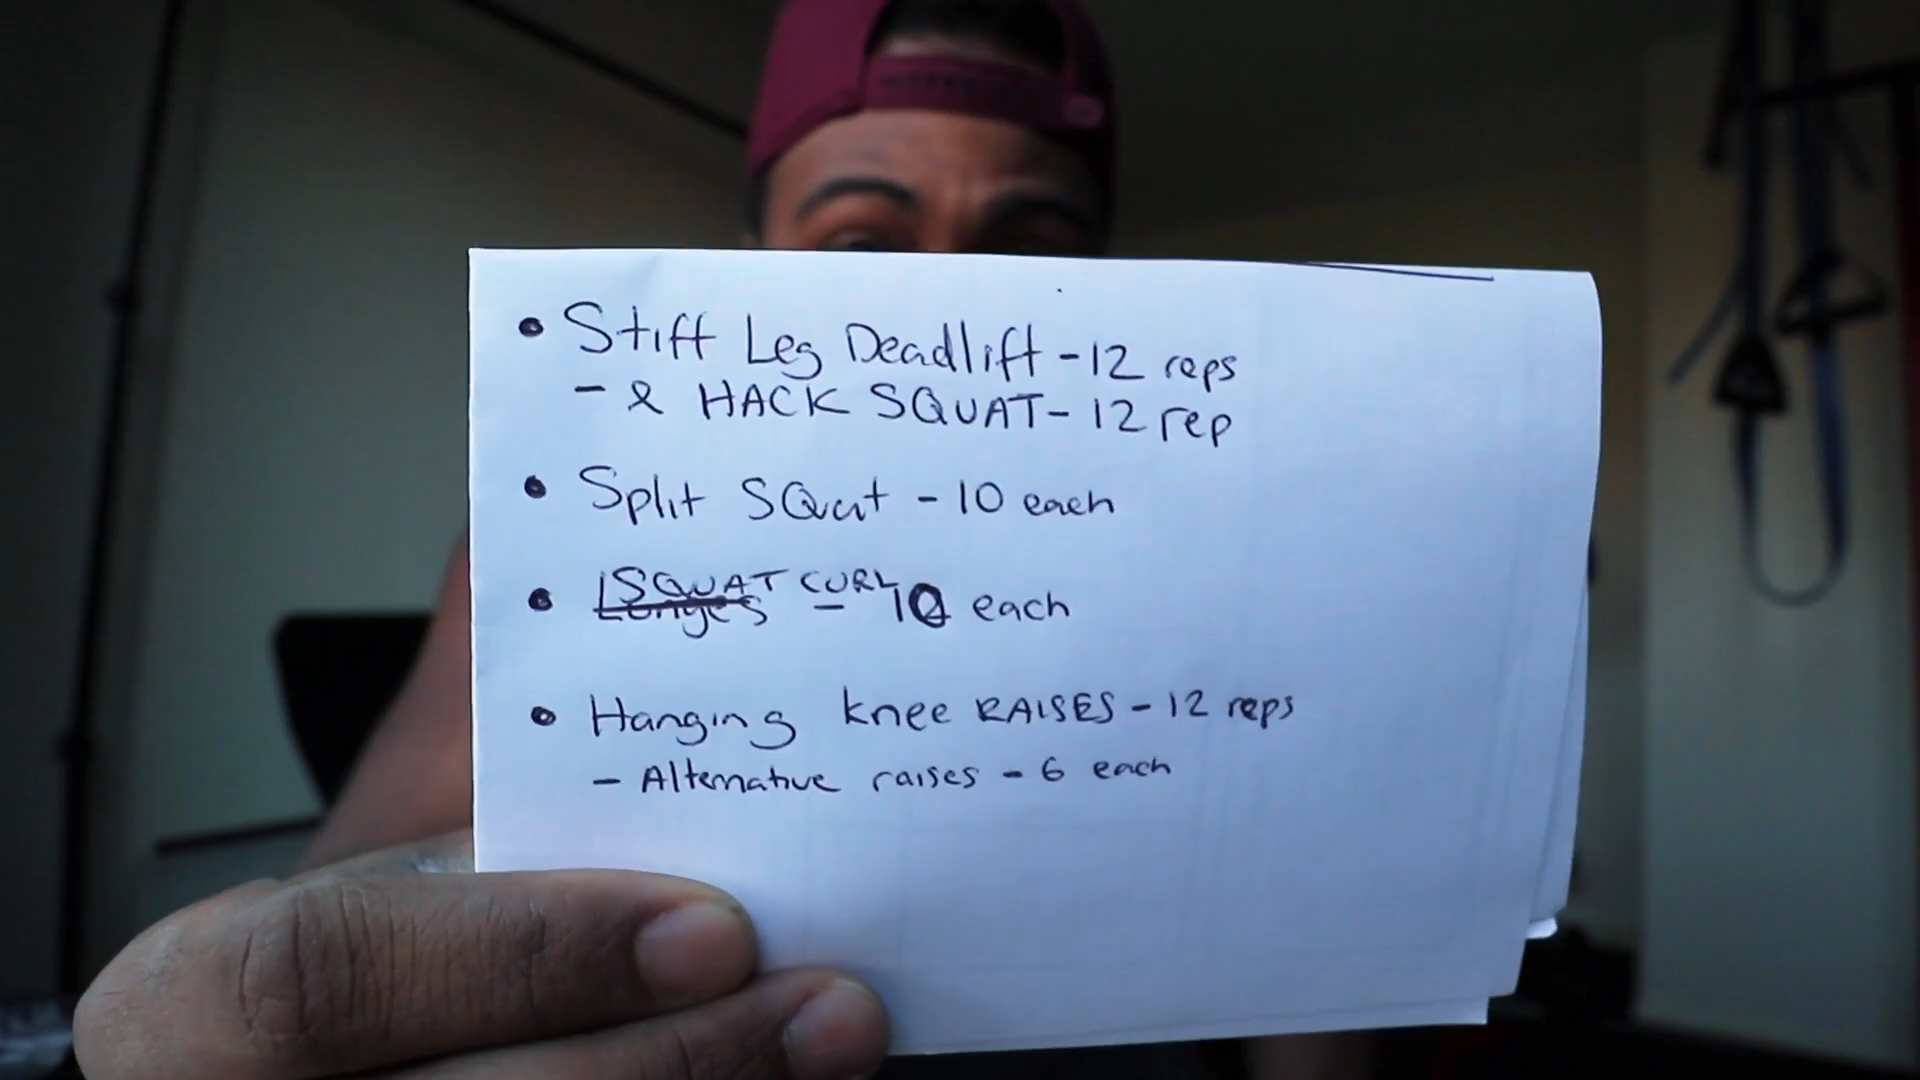 • Stiff Leg Deadlift - 12 reps
- & HACK SQUAT - 12 rep
• Split SQuat - 10 each
• SQUAT CURL - 10 each
• Hanging knee RAISES - 12 reps
- Alternative raises - 6 each